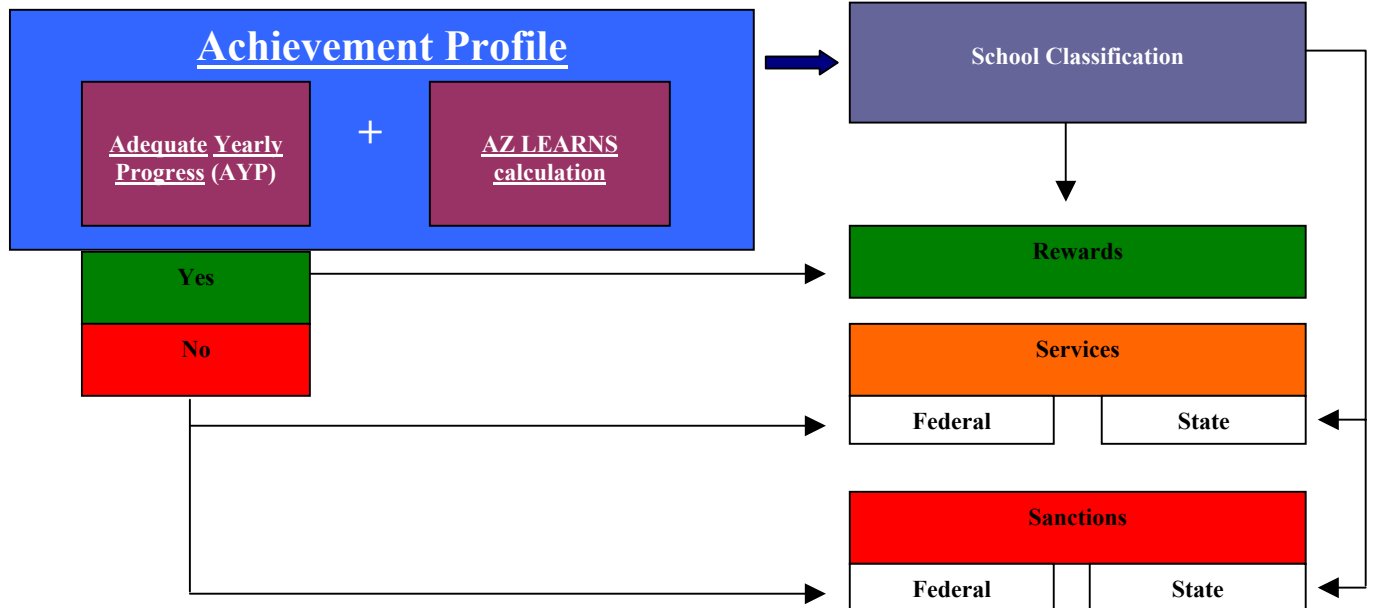 Achievement Profile
Adequate Yearly
Progress (AYP)
+
AZ LEARNS
calculation
School Classification
Yes
No
Rewards
Services
Federal
State
Sanctions
Federal
State